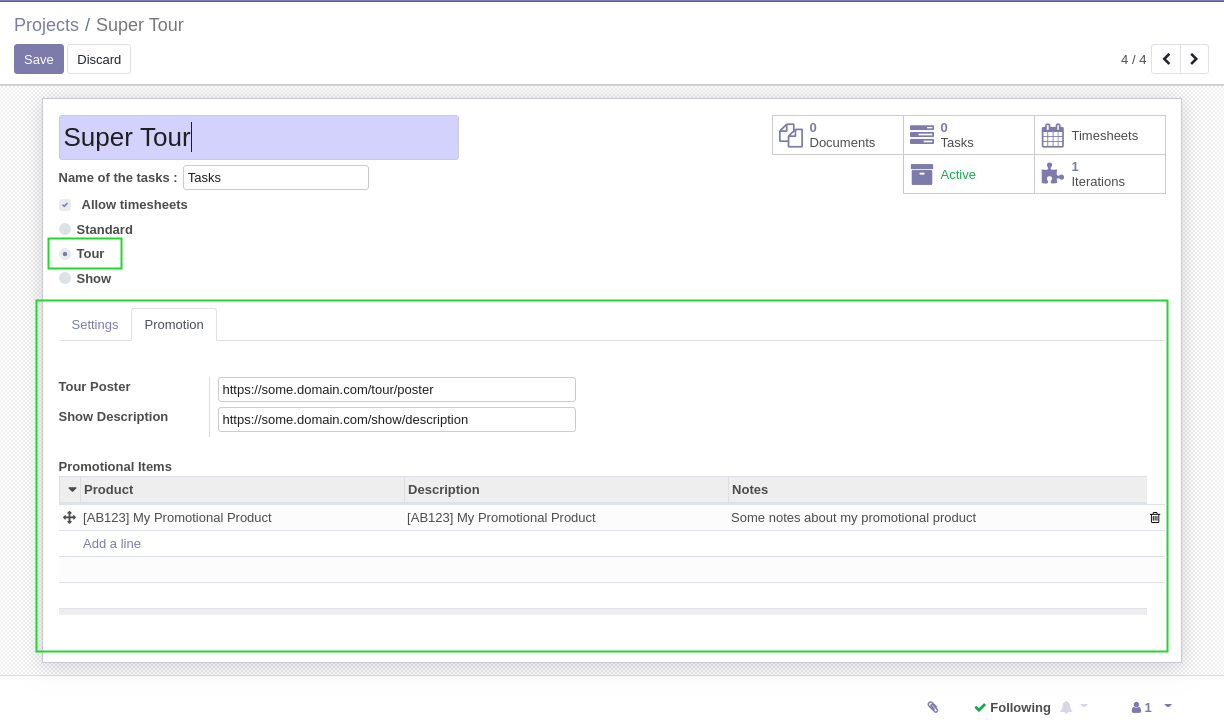 Projects / Super Tour
Save Discard 4 / 4
Super Tour
0 Documents 0 Tasks Timesheets
Name of the tasks : Tasks
Active 1 Iterations
Allow timesheets
Standard
Tour
Show
Settings Promotion
Tour Poster https://some.domain.com/tour/poster
Show Description https://some.domain.com/show/description
Promotional Items
Product Description Notes
[AB123] My Promotional Product [AB123] My Promotional Product Some notes about my promotional product
Add a line
Following 1